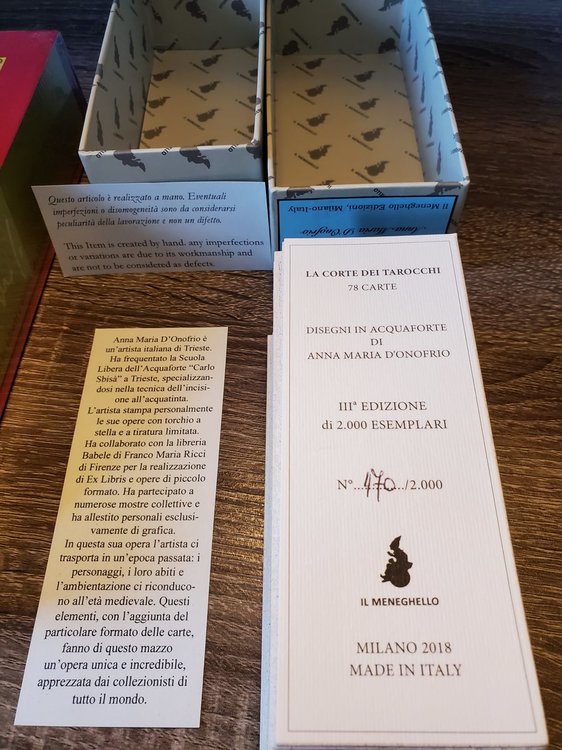 Questo articolo è realizzato a mano. Eventuali
imperfezioni o disomogeneità sono da considerarsi
peculiarità della lavorazione e non un difetto.
This Item is created by hand. any imperfections
or variations are due to its workmanship and
are not to be considered as defects.
Il Meneghello Edizioni, Milano-Italy
Anna Maria D'Onofrio
LA CORTE DEI TAROCCHI
78 CARTE
DISEGNI IN ACQUAFORTE
DI
ANNA MARIA D'ONOFRIO
IIIª EDIZIONE
di 2.000 ESEMPLARI
N°...470.../2.000
IL MENEGHELLO
MILANO 2018
MADE IN ITALY
Anna Maria D'Onofrio è
un'artista italiana di Trieste.
Ha frequentato la Scuola
Libera dell'Acquaforte "Carlo
Sbisà" a Trieste, specializzan-
dosi nella tecnica dell'incisi-
one all'acquatinta.
L'artista stampa personalmente
le sue opere con torchio a
stella e a tiratura limitata.
Ha collaborato con la libreria
Babele di Franco Maria Ricci
di Firenze per la realizzazione
di Ex Libris e opere di piccolo
formato. Ha partecipato a
numerose mostre collettive e
ha allestito personali esclusi-
vamente di grafica.
In questa sua opera l'artista ci
trasporta in un'epoca passata: i
personaggi, i loro abiti e
l'ambientazione ci riconduco-
no all'età medievale. Questi
elementi, con l'aggiunta del
particolare formato delle carte,
fanno di questo mazzo
un'opera unica e incredibile,
apprezzata dai collezionisti di
tutto il mondo.